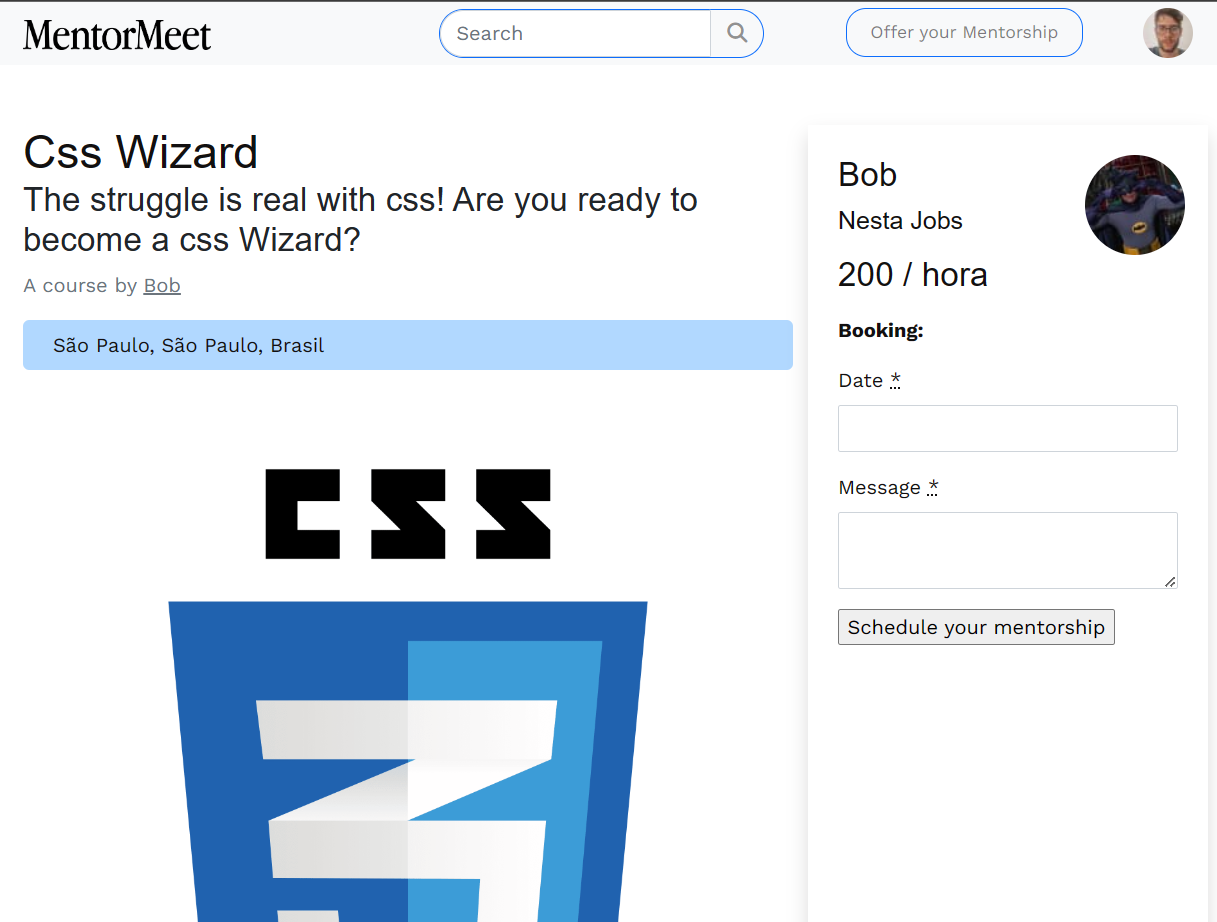 MentorMeet
Search
Offer your Mentorship
Css Wizard
The struggle is real with css! Are you ready to
become a css Wizard?
A course by Bob
São Paulo, São Paulo, Brasil
CSS
Bob
Nesta Jobs
200 / hora
Booking:
Date *
Message *
Schedule your mentorship